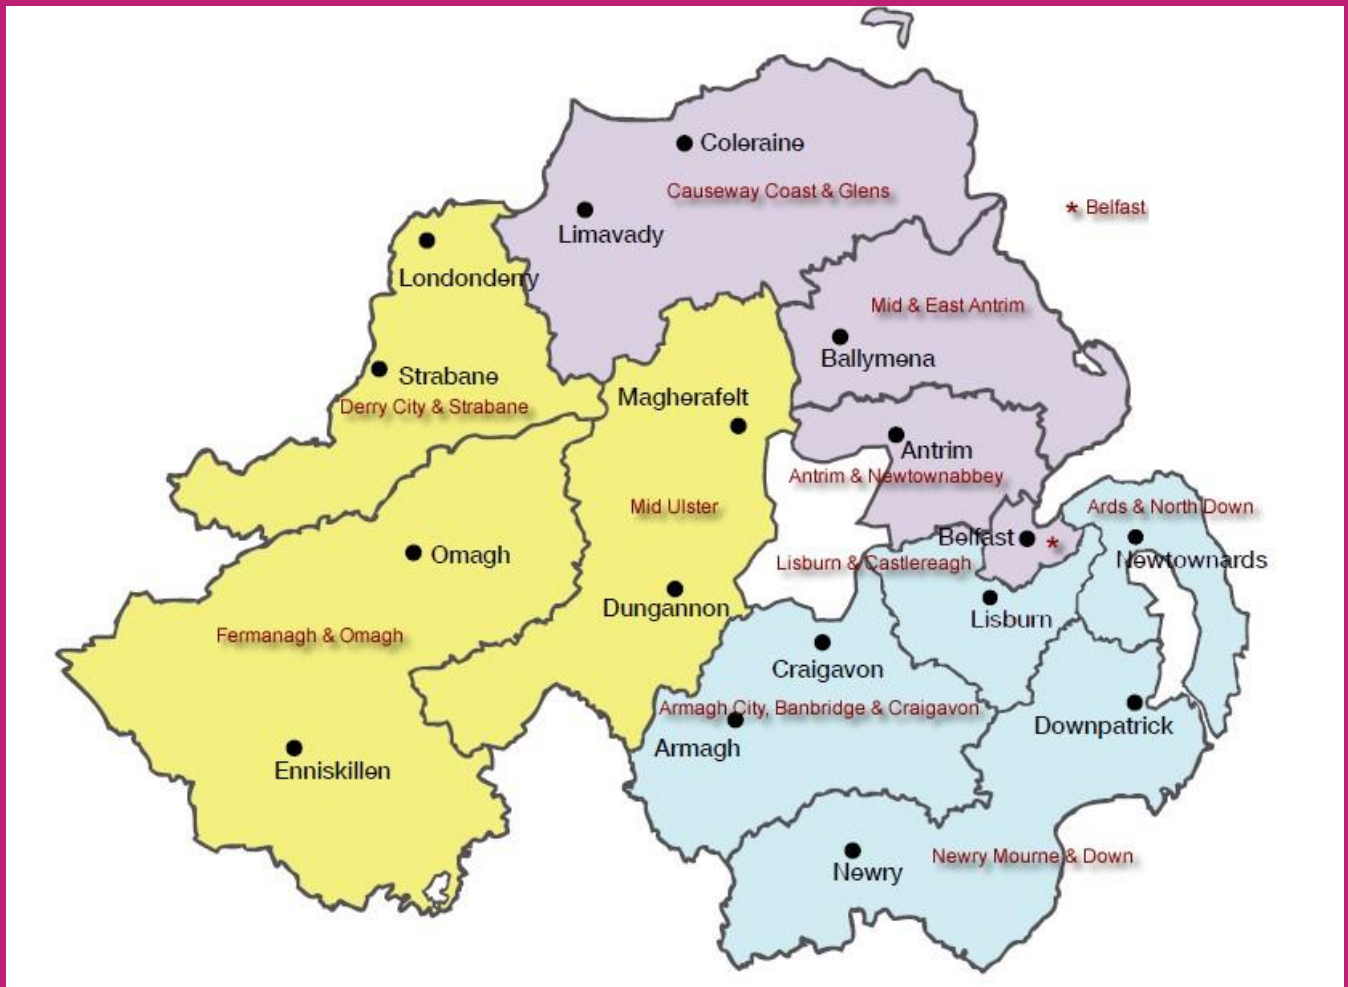 Coleraine
Causeway Coast & Glens
* Belfast
Limavady
Londonderry
Mid & East Antrim
Ballymena
Strabane
Magherafelt
Derry City & Strabane
Antrim
Antrim & Newtownabbey
Mid Ulster
Ards & North Down
Belfast *
Omagh
Lisburn & Castlereagh
Newtownards
Dungannon
Lisburn
Fermanagh & Omagh
Craigavon
Armagh City, Banbridge & Craigavon
Downpatrick
Armagh
Enniskillen
Newry Mourne & Down
Newry